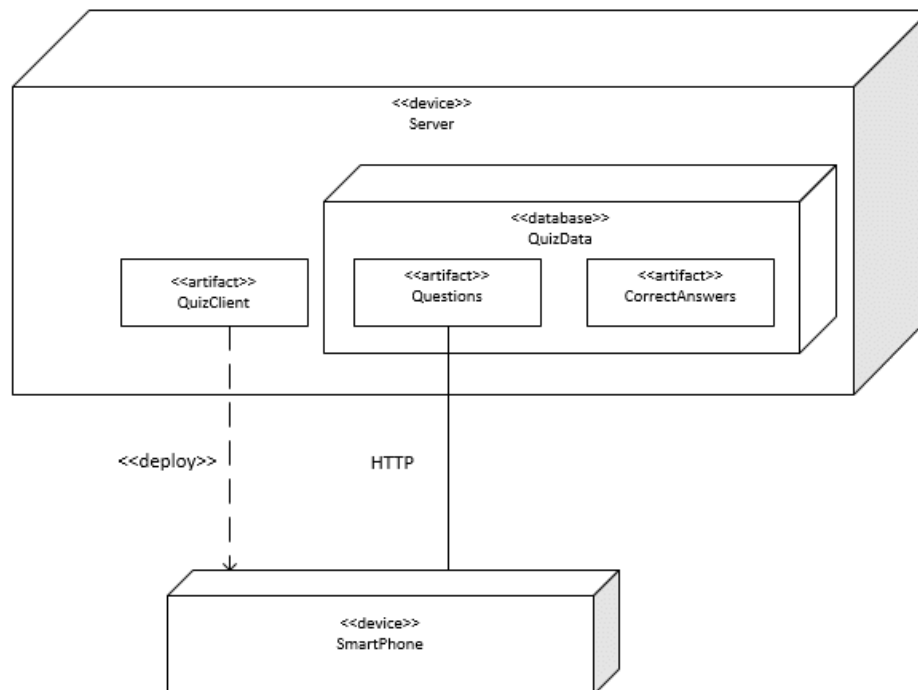 <<device>>
Server
<<database>>
QuizData
<<artifact>>
QuizClient
<<artifact>>
Questions
<<artifact>>
CorrectAnswers
<<deploy>>
HTTP
<<device>>
SmartPhone